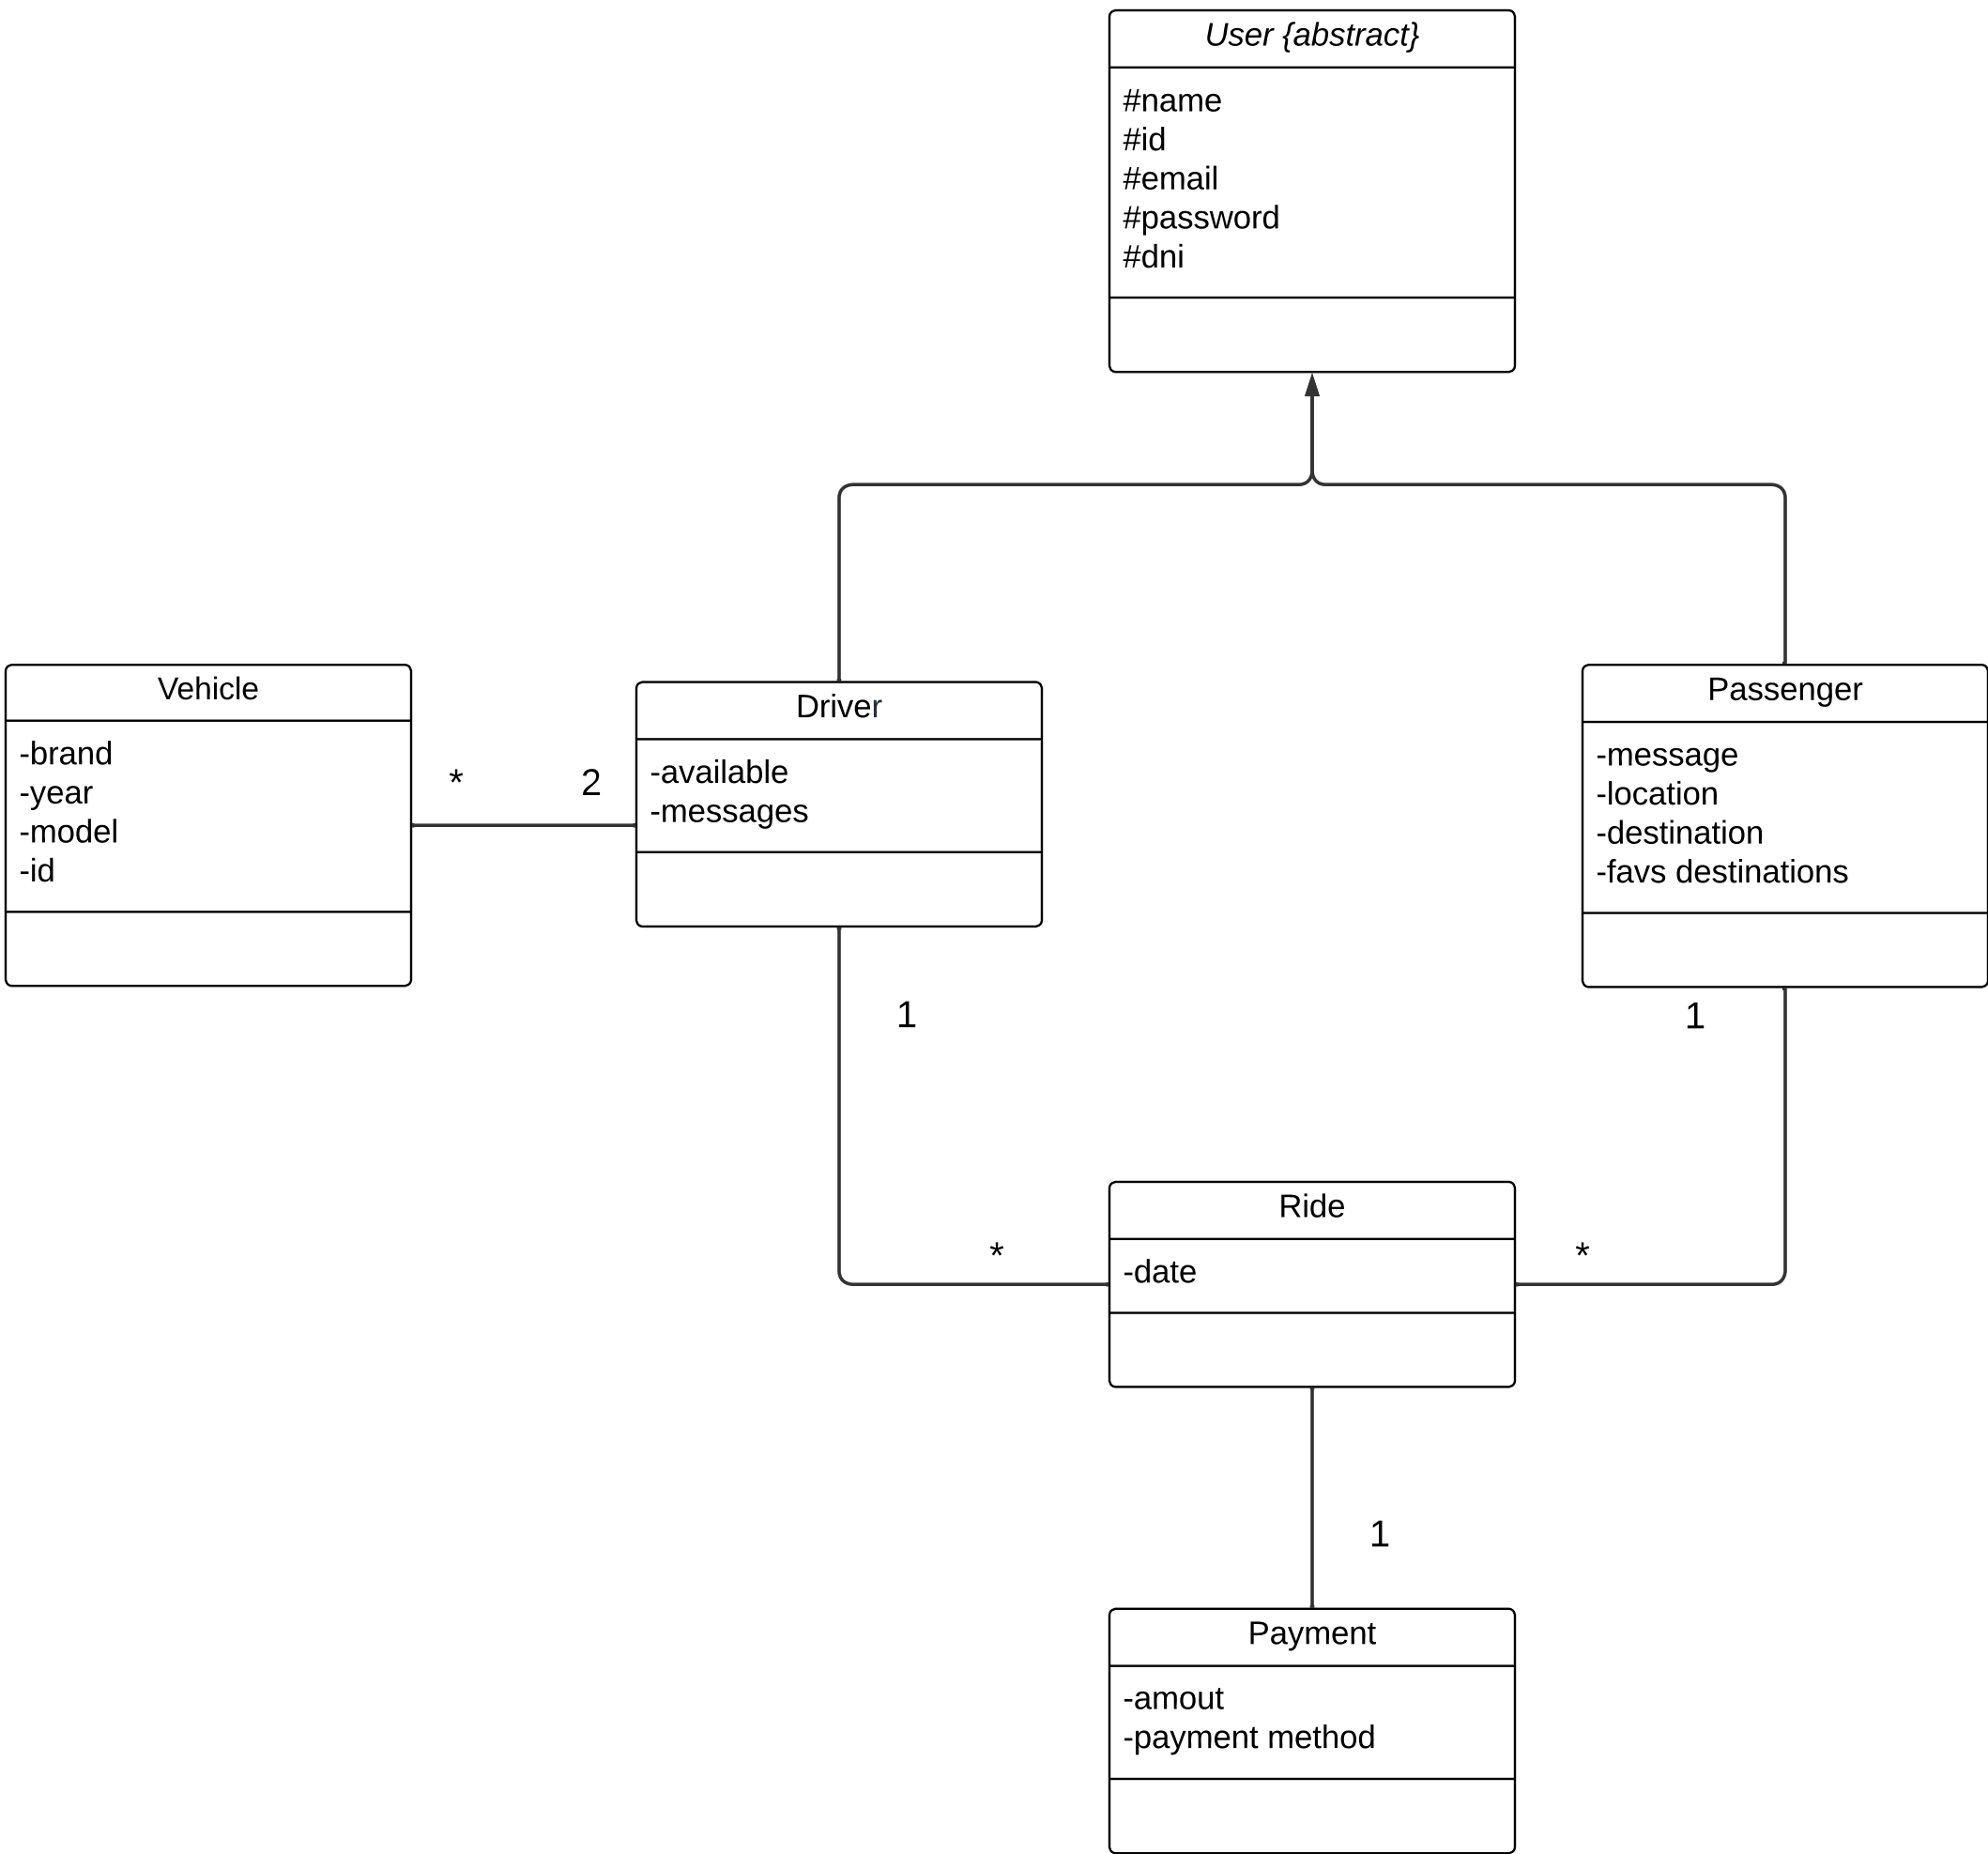 User {abstract}
#name
#id
#email
#password
#dni
Vehicle
-brand
-year
-model
-id
*
2
Driver
-available
-messages
Passenger
-message
-location
-destination
-favs destinations
1
1
*
*
Ride
-date
1
Payment
-amout
-payment method